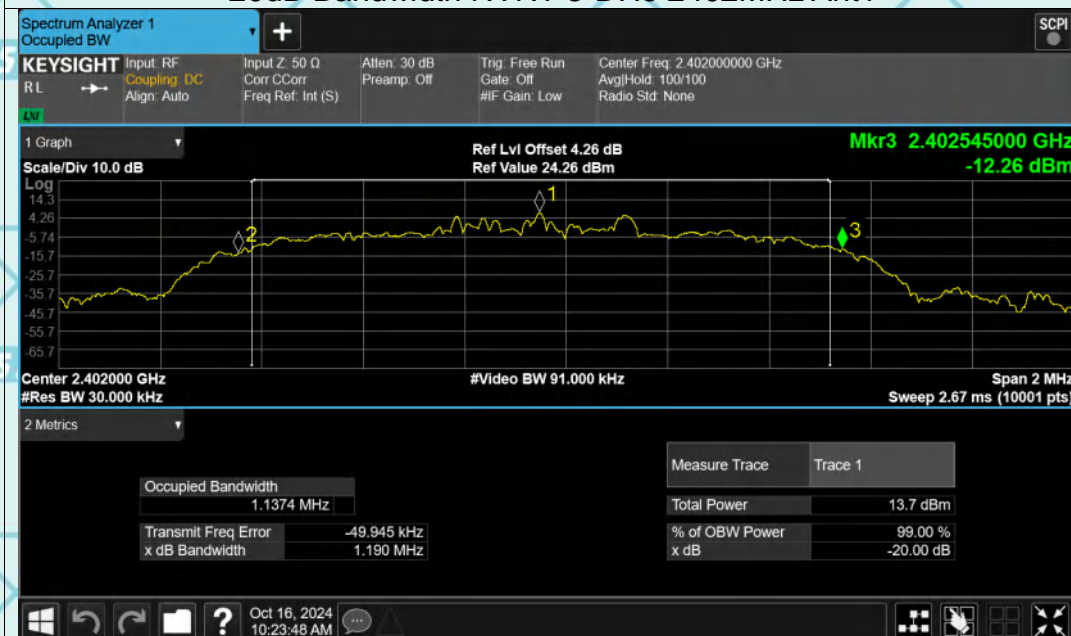 Spectrum Analyzer 1
Occupied BW
SCPI
KEYSIGHT
RL
LXI
Input: RF
Coupling: DC
Align: Auto
Input Z: 50 Ω
Corr CCorr
Freq Ref: Int (S)
Atten: 30 dB
Preamp: Off
Trig: Free Run
Gate: Off
#IF Gain: Low
Center Freq: 2.402000000 GHz
Avg|Hold: 100/100
Radio Std: None
1 Graph
Scale/Div 10.0 dB
Ref Lvl Offset 4.26 dB
Ref Value 24.26 dBm
Mkr3 2.402545000 GHz
-12.26 dBm
Log
14.3
4.26
-5.74
-15.7
-25.7
-35.7
-45.7
-55.7
-65.7
1
2
3
Center 2.402000 GHz
#Video BW 91.000 kHz
Span 2 MHz
#Res BW 30.000 kHz
Sweep 2.67 ms (10001 pts)
2 Metrics
Measure Trace Trace 1
Occupied Bandwidth
1.1374 MHz
Total Power 13.7 dBm
Transmit Freq Error -49.945 kHz
% of OBW Power 99.00 %
x dB Bandwidth 1.190 MHz
x dB -20.00 dB
?
Oct 16, 2024
10:23:48 AM